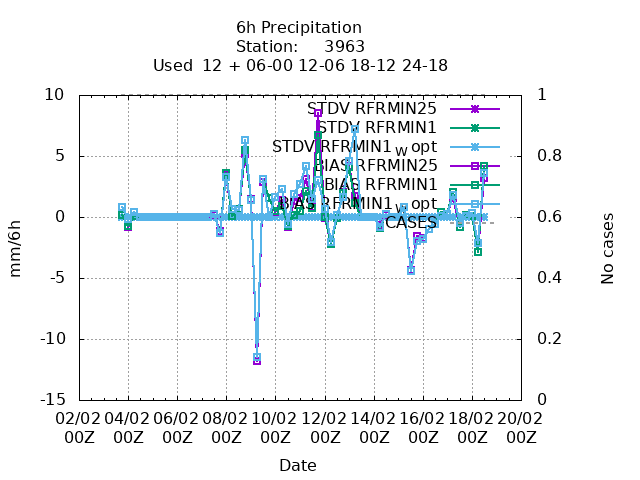 6h Precipitation
Station: 3963
Used 12 + 06-00 12-06 18-12 24-18
STDV RFRMIN25
STDV RFRMIN1
STDV RFRMIN1_w opt
BIAS RFRMIN25
BIAS RFRMIN1
BIAS RFRMIN1_w opt
CASES
10
5
0
-5
-10
-15
mm/6h
1
0.8
0.6
0.4
0.2
0
No cases
02/02 04/02 06/02 08/02 10/02 12/02 14/02 16/02 18/02 20/02
00Z 00Z 00Z 00Z 00Z 00Z 00Z 00Z 00Z 00Z
Date